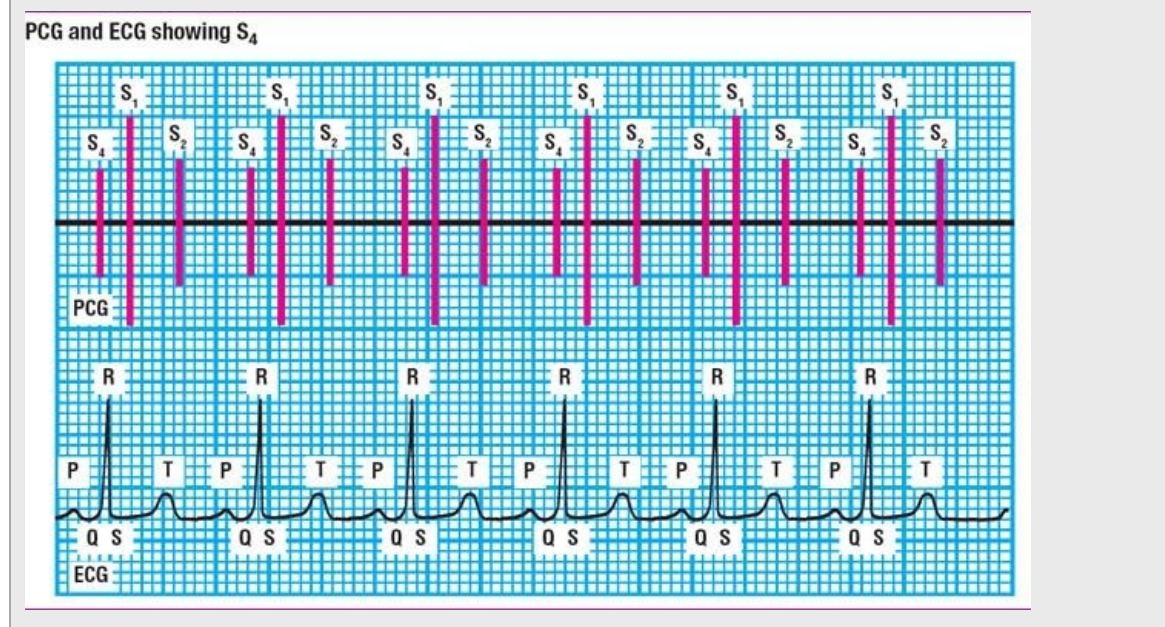 PCG and ECG showing S₄
S₁ S₁ S₁ S₁ S₁ S₁
S₄ S₂ S₄ S₂ S₄ S₂ S₄ S₂ S₄ S₂ S₄ S₂
PCG
R R R R R R
P T P T P T P T P T P T
Q S Q S Q S Q S Q S Q S
ECG